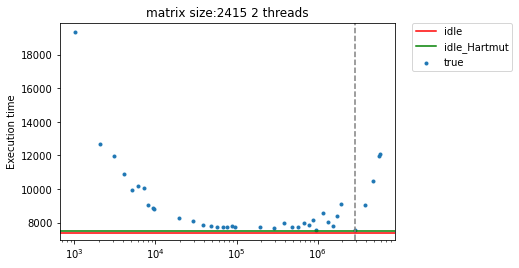 matrix size:2415 2 threads
Execution time
18000
16000
14000
12000
10000
8000
10³
10⁴
10⁵
10⁶
idle
idle_Hartmut
true